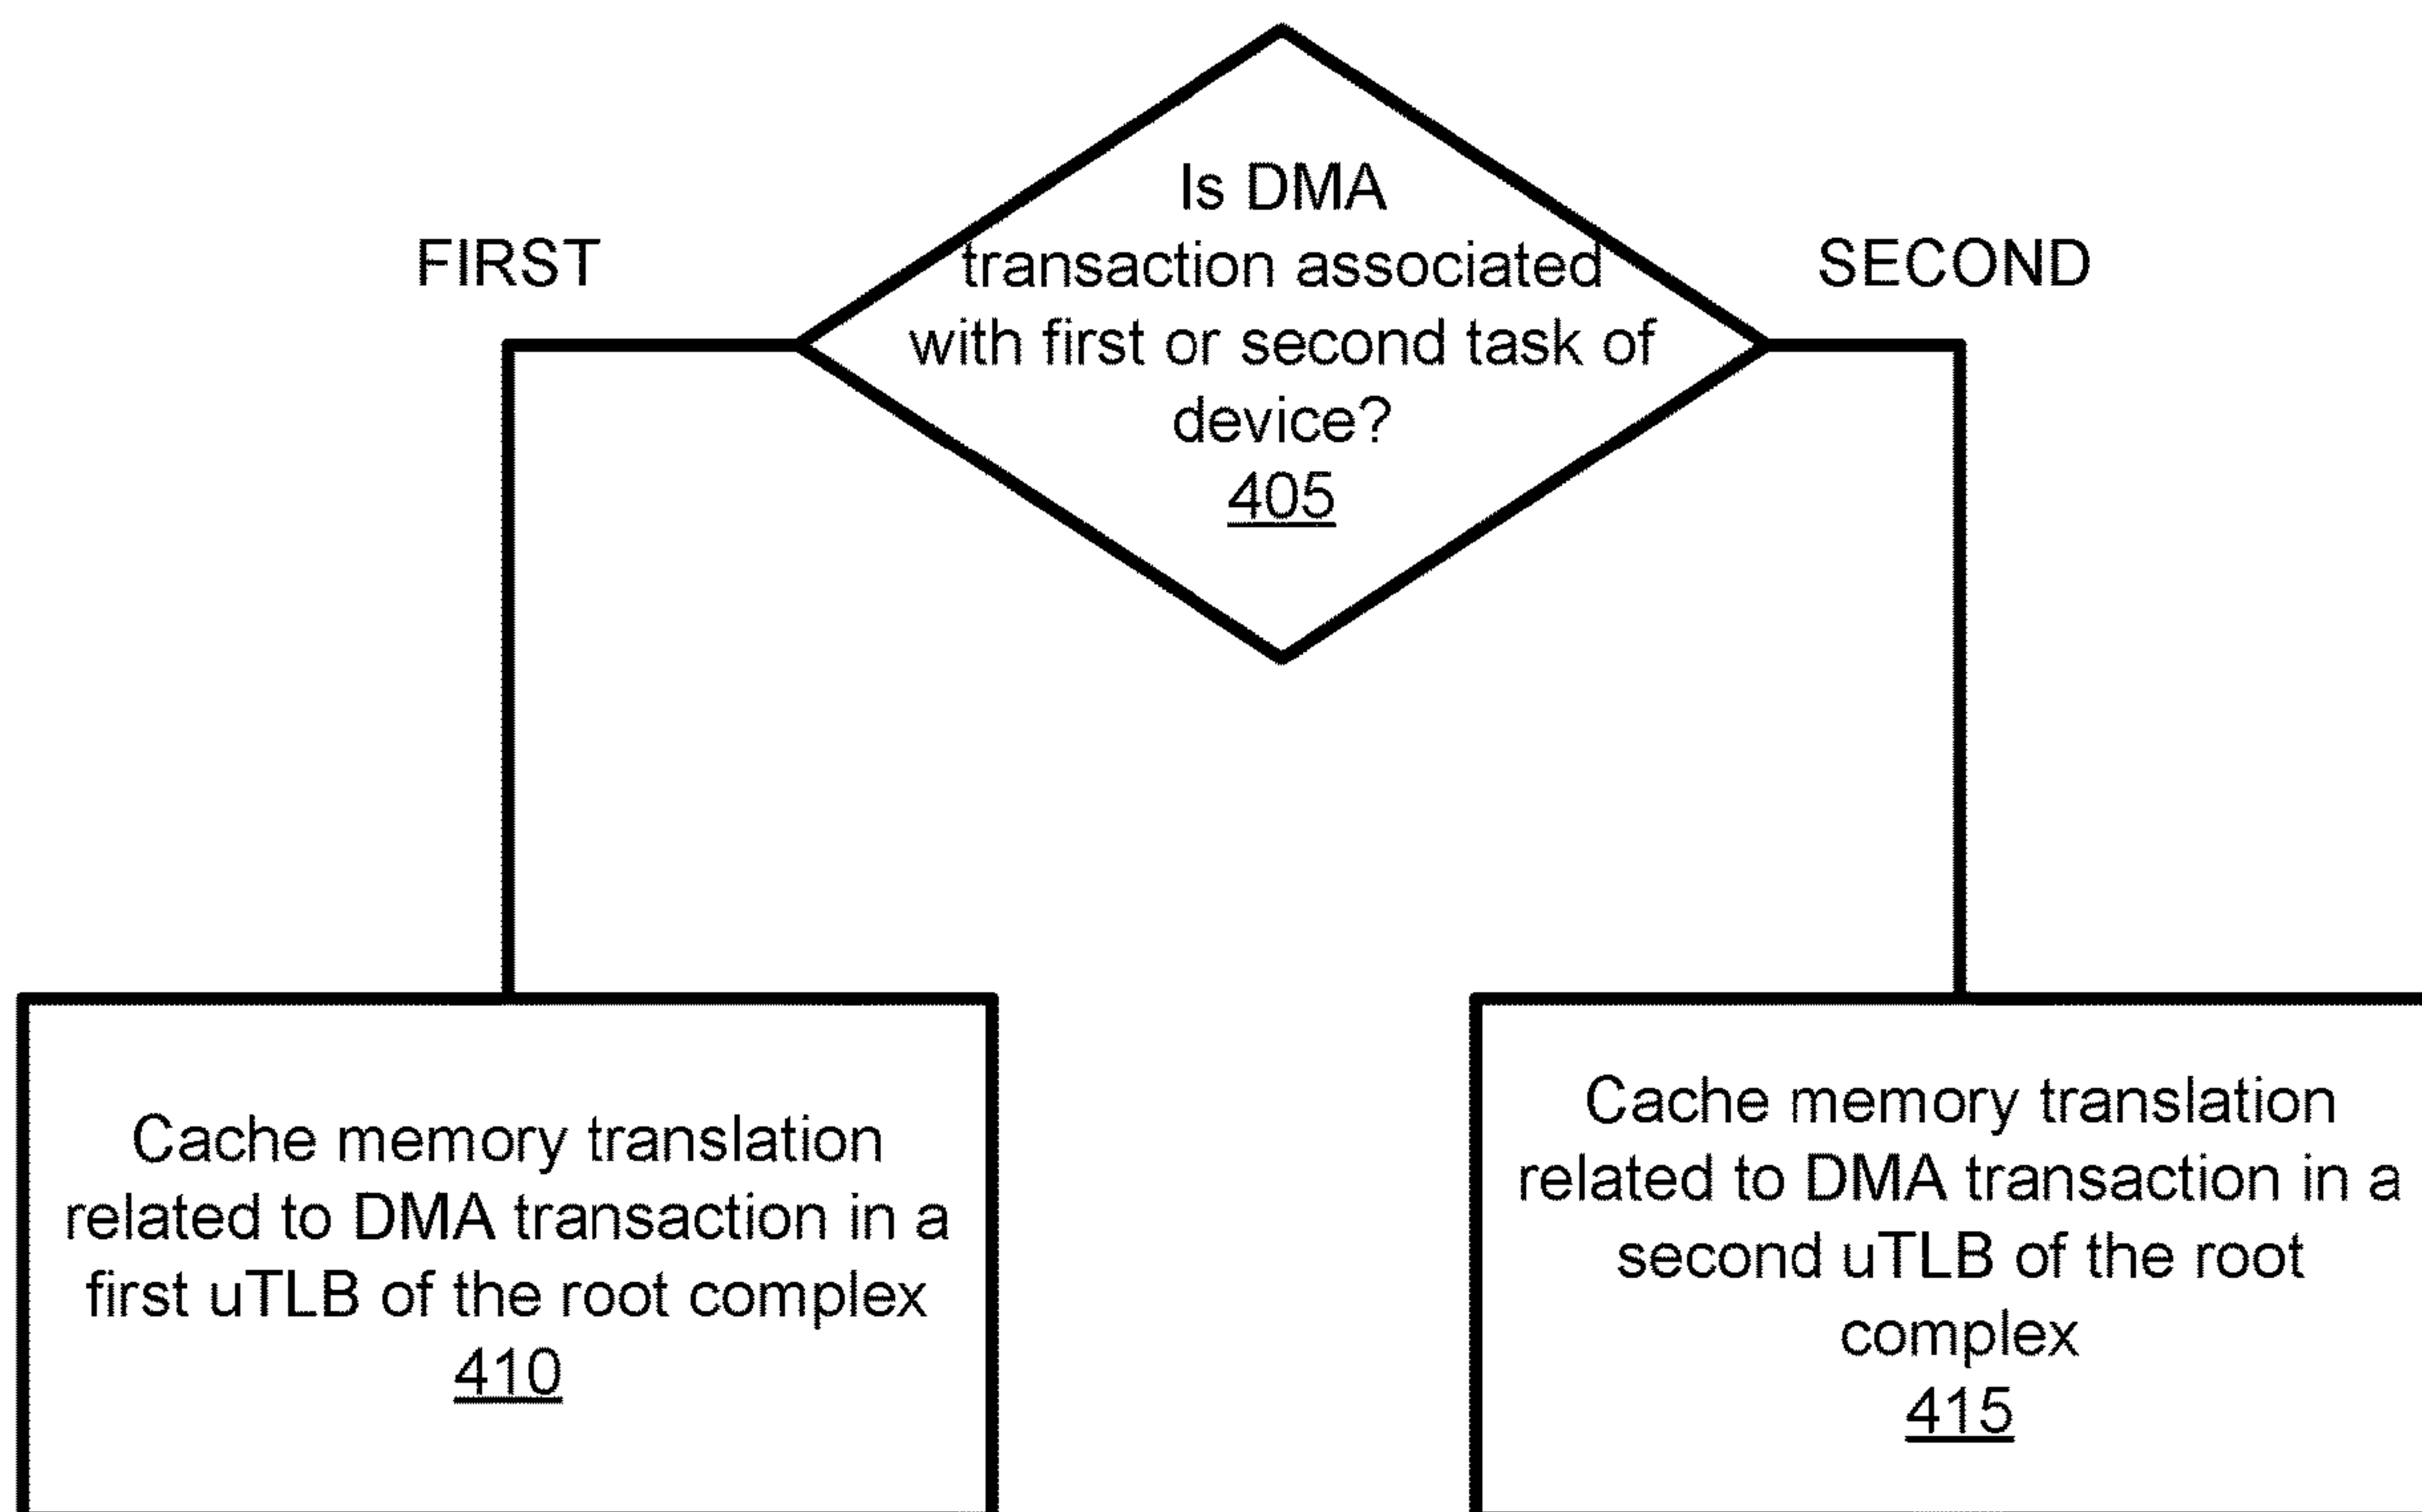 Is DMA
transaction associated
with first or second task of
device?
405
FIRST
SECOND
Cache memory translation
related to DMA transaction in a
first uTLB of the root complex
410
Cache memory translation
related to DMA transaction in a
second uTLB of the root
complex
415